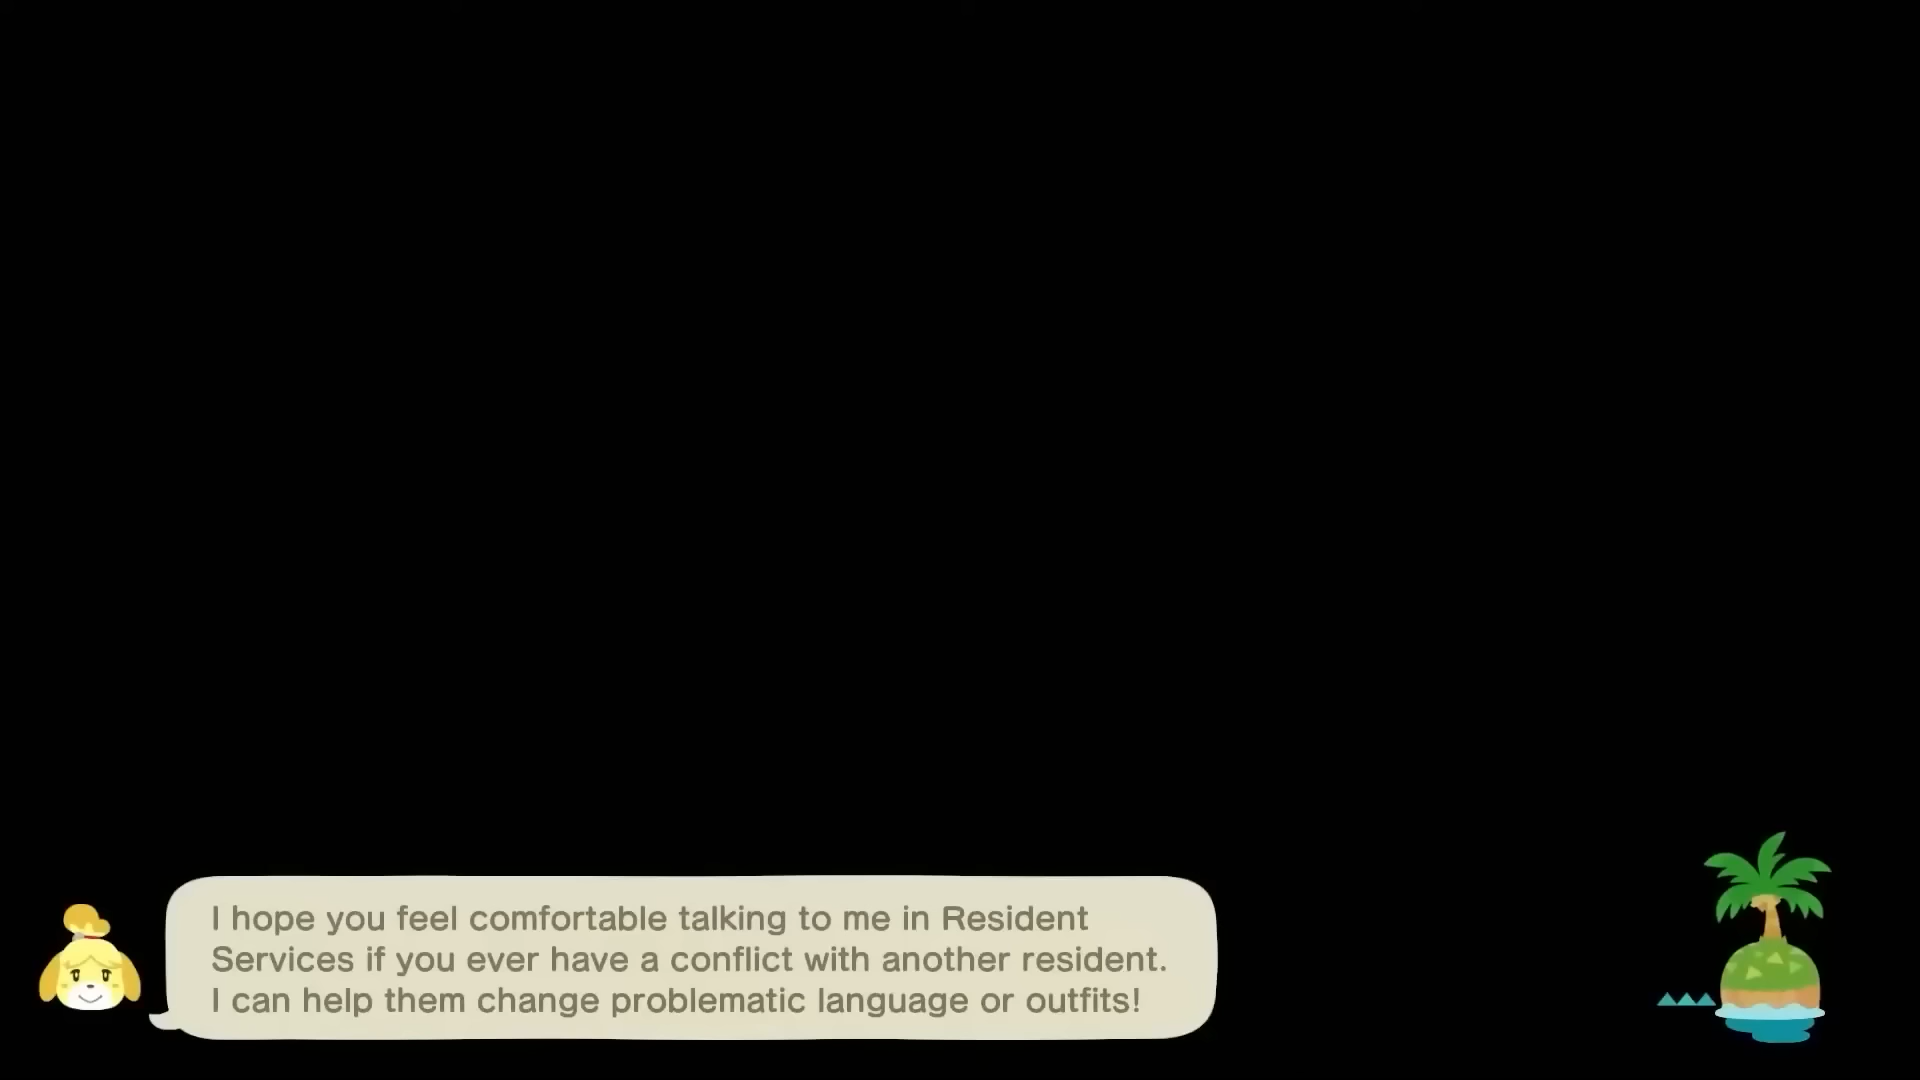 I hope you feel comfortable talking to me in Resident
Services if you ever have a conflict with another resident.
I can help them change problematic language or outfits!